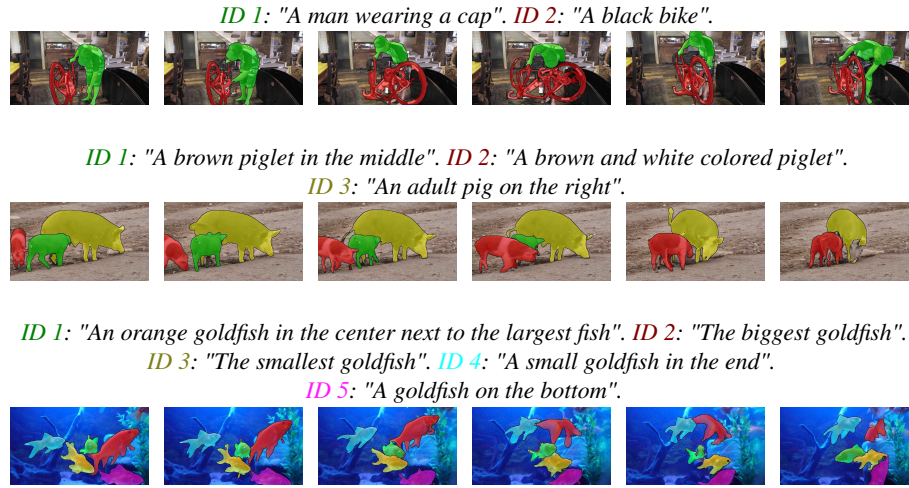 ID 1: "A man wearing a cap". ID 2: "A black bike".
ID 1: "A brown piglet in the middle". ID 2: "A brown and white colored piglet".
ID 3: "An adult pig on the right".
ID 1: "An orange goldfish in the center next to the largest fish". ID 2: "The biggest goldfish".
ID 3: "The smallest goldfish". ID 4: "A small goldfish in the end".
ID 5: "A goldfish on the bottom".